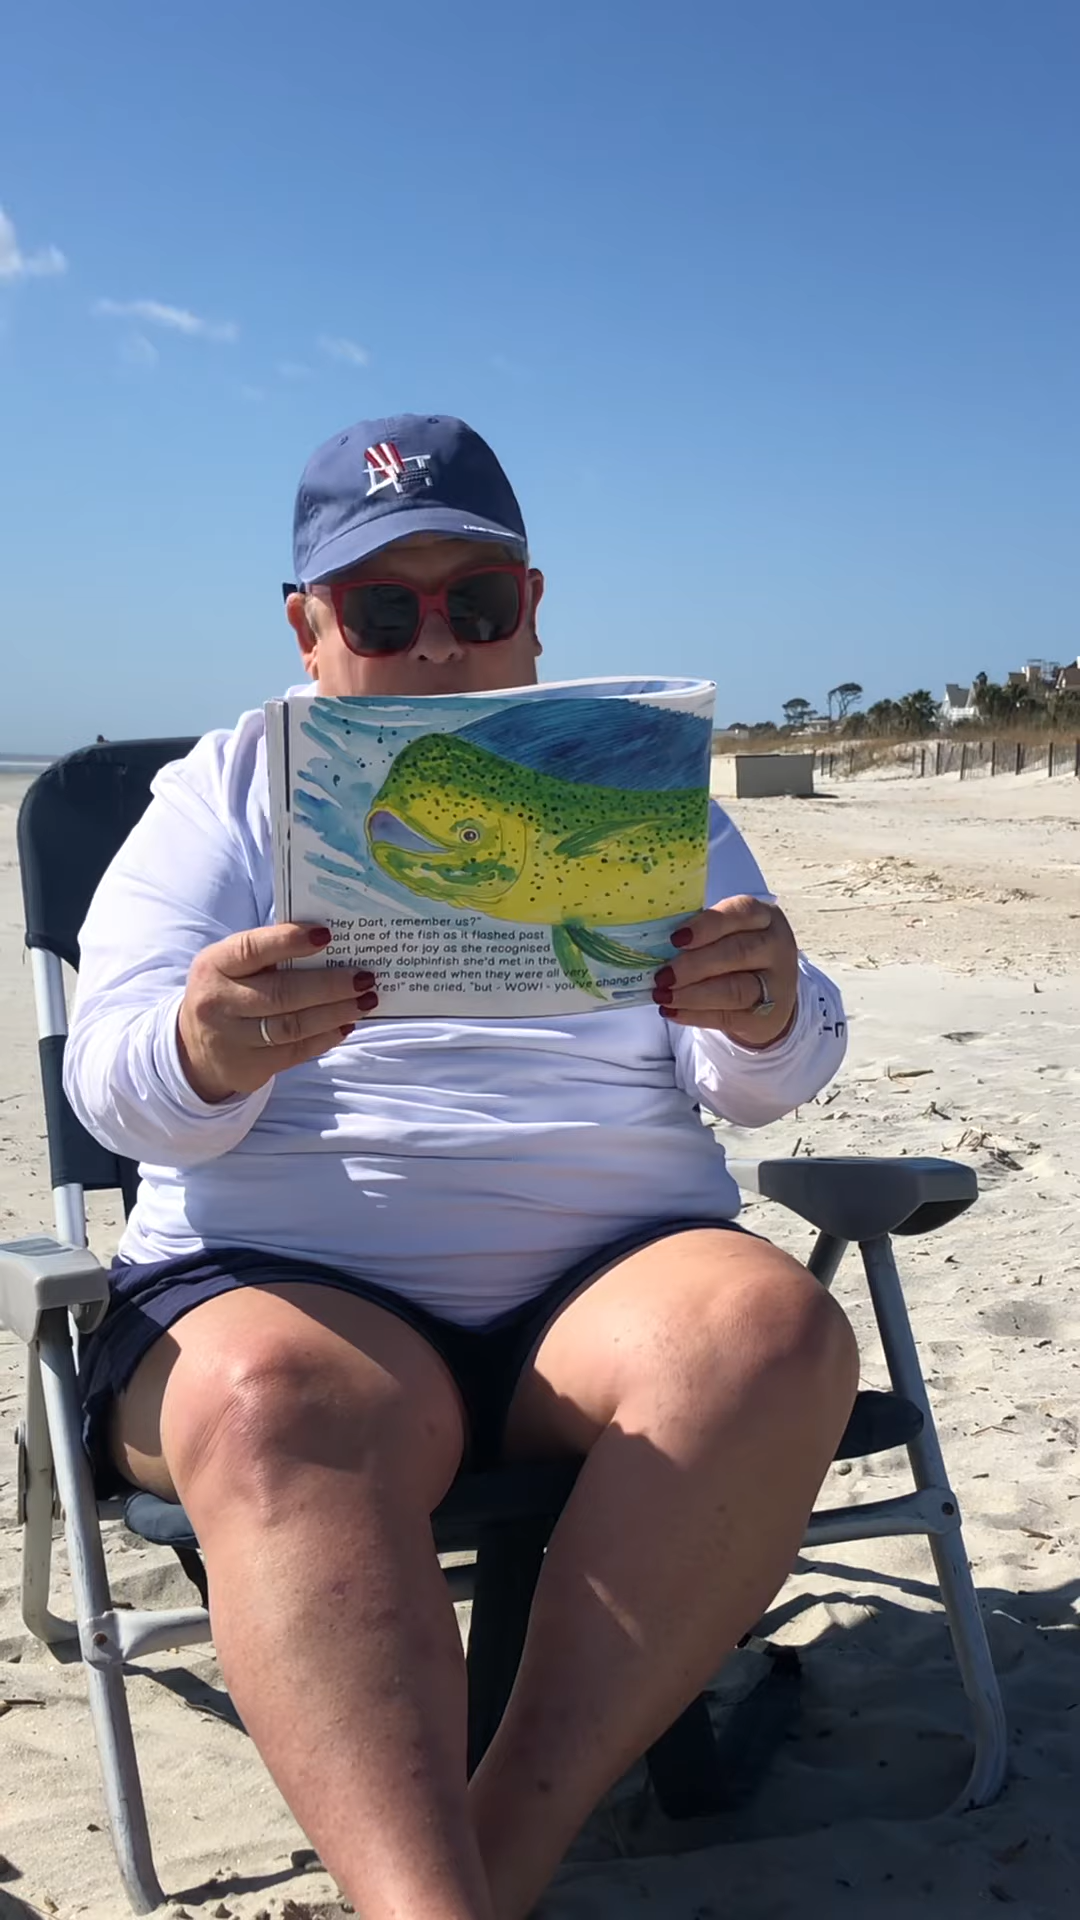 "Hey Dart, remember us?"
said one of the fish as it flashed past
Dart jumped for joy as she recognised
the friendly dolphinfish she'd met in the
um seaweed when they were all very
Yes!" she cried, "but - WOW! - you've changed."